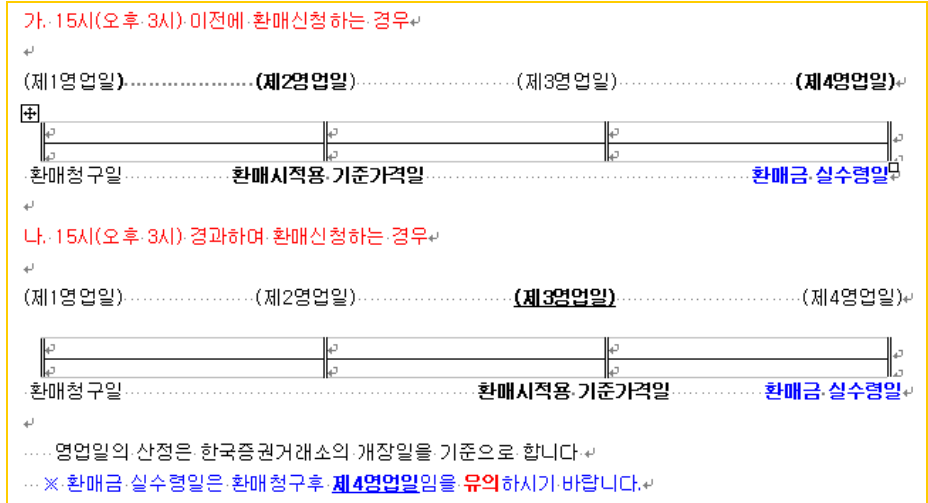 가. 15시(오후 3시) 이전에 환매신청하는 경우
(제1영업일) (제2영업일) (제3영업일) (제4영업일)
환매청구일 환매시적용 기준가격일 환매금 실수령일
나. 15시(오후 3시) 경과하여 환매신청하는 경우
(제1영업일) (제2영업일) (제3영업일) (제4영업일)
환매청구일 환매시적용 기준가격일 환매금 실수령일
영업일의 산정은 한국증권거래소의 개장일을 기준으로 합니다
※ 환매금 실수령일은 환매청구후 제4영업일임을 유의하시기 바랍니다.